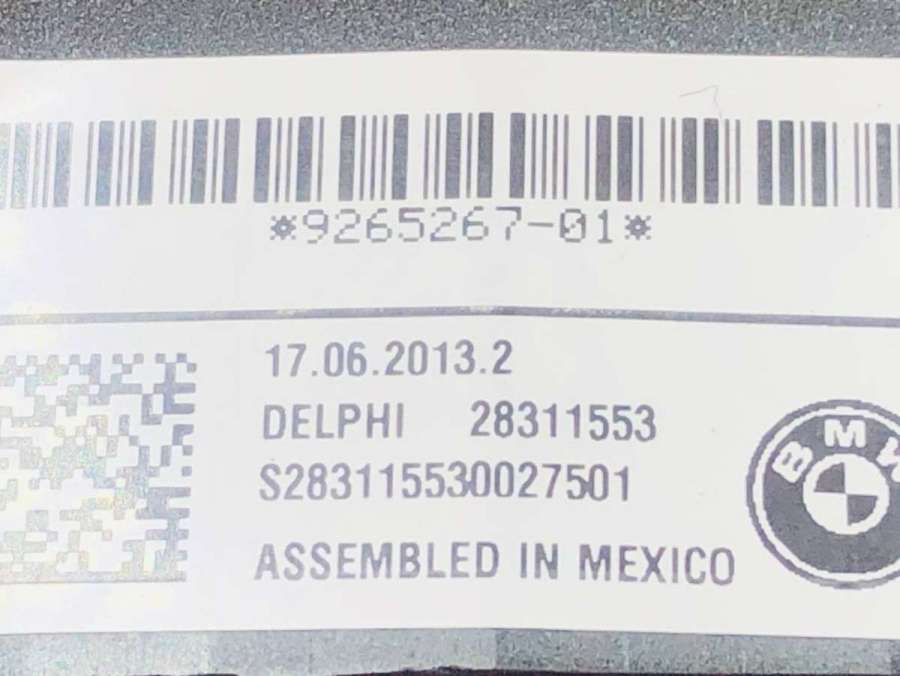 *9265267-01*
17.06.2013.2
DELPHI 28311553
S283115530027501
BMW
ASSEMBLED IN MEXICO